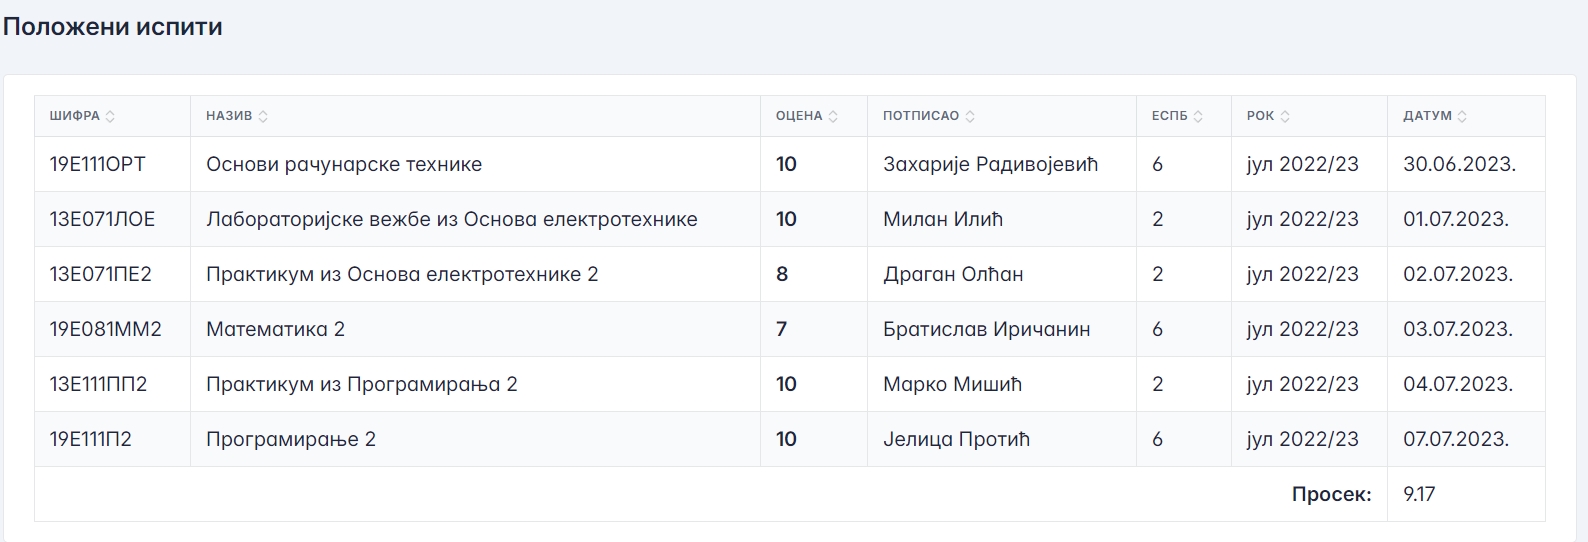 Положени испити
ШИФРА НАЗИВ ОЦЕНА ПОТПИСАО ЕСПБ РОК ДАТУМ
19Е111ОРТ Основи рачунарске технике 10 Захарије Радивојевић 6 јул 2022/23 30.06.2023.
13Е071ЛОЕ Лабораторијске вежбе из Основа електротехнике 10 Милан Илић 2 јул 2022/23 01.07.2023.
13Е071ПЕ2 Практикум из Основа електротехнике 2 8 Драган Олћан 2 јул 2022/23 02.07.2023.
19Е081ММ2 Математика 2 7 Братислав Иричанин 6 јул 2022/23 03.07.2023.
13Е111ПП2 Практикум из Програмирања 2 10 Марко Мишић 2 јул 2022/23 04.07.2023.
19Е111П2 Програмирање 2 10 Јелица Протић 6 јул 2022/23 07.07.2023.
Просек: 9.17